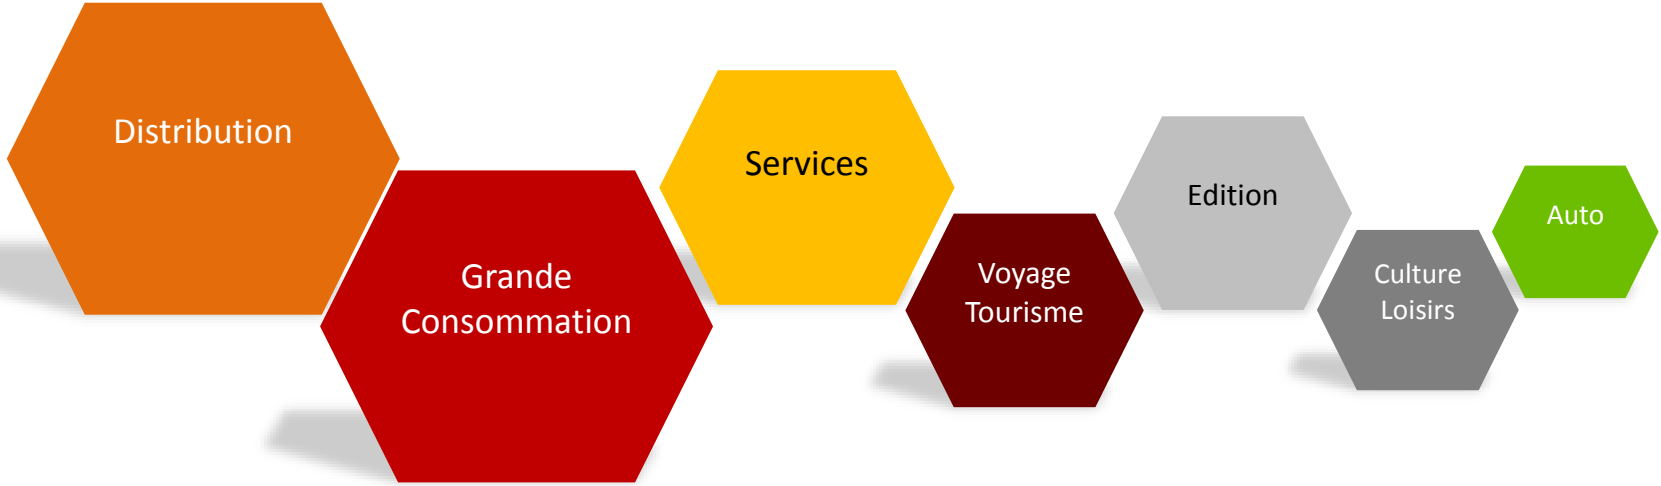 Distribution
Grande
Consommation
Services
Voyage
Tourisme
Edition
Culture
Loisirs
Auto